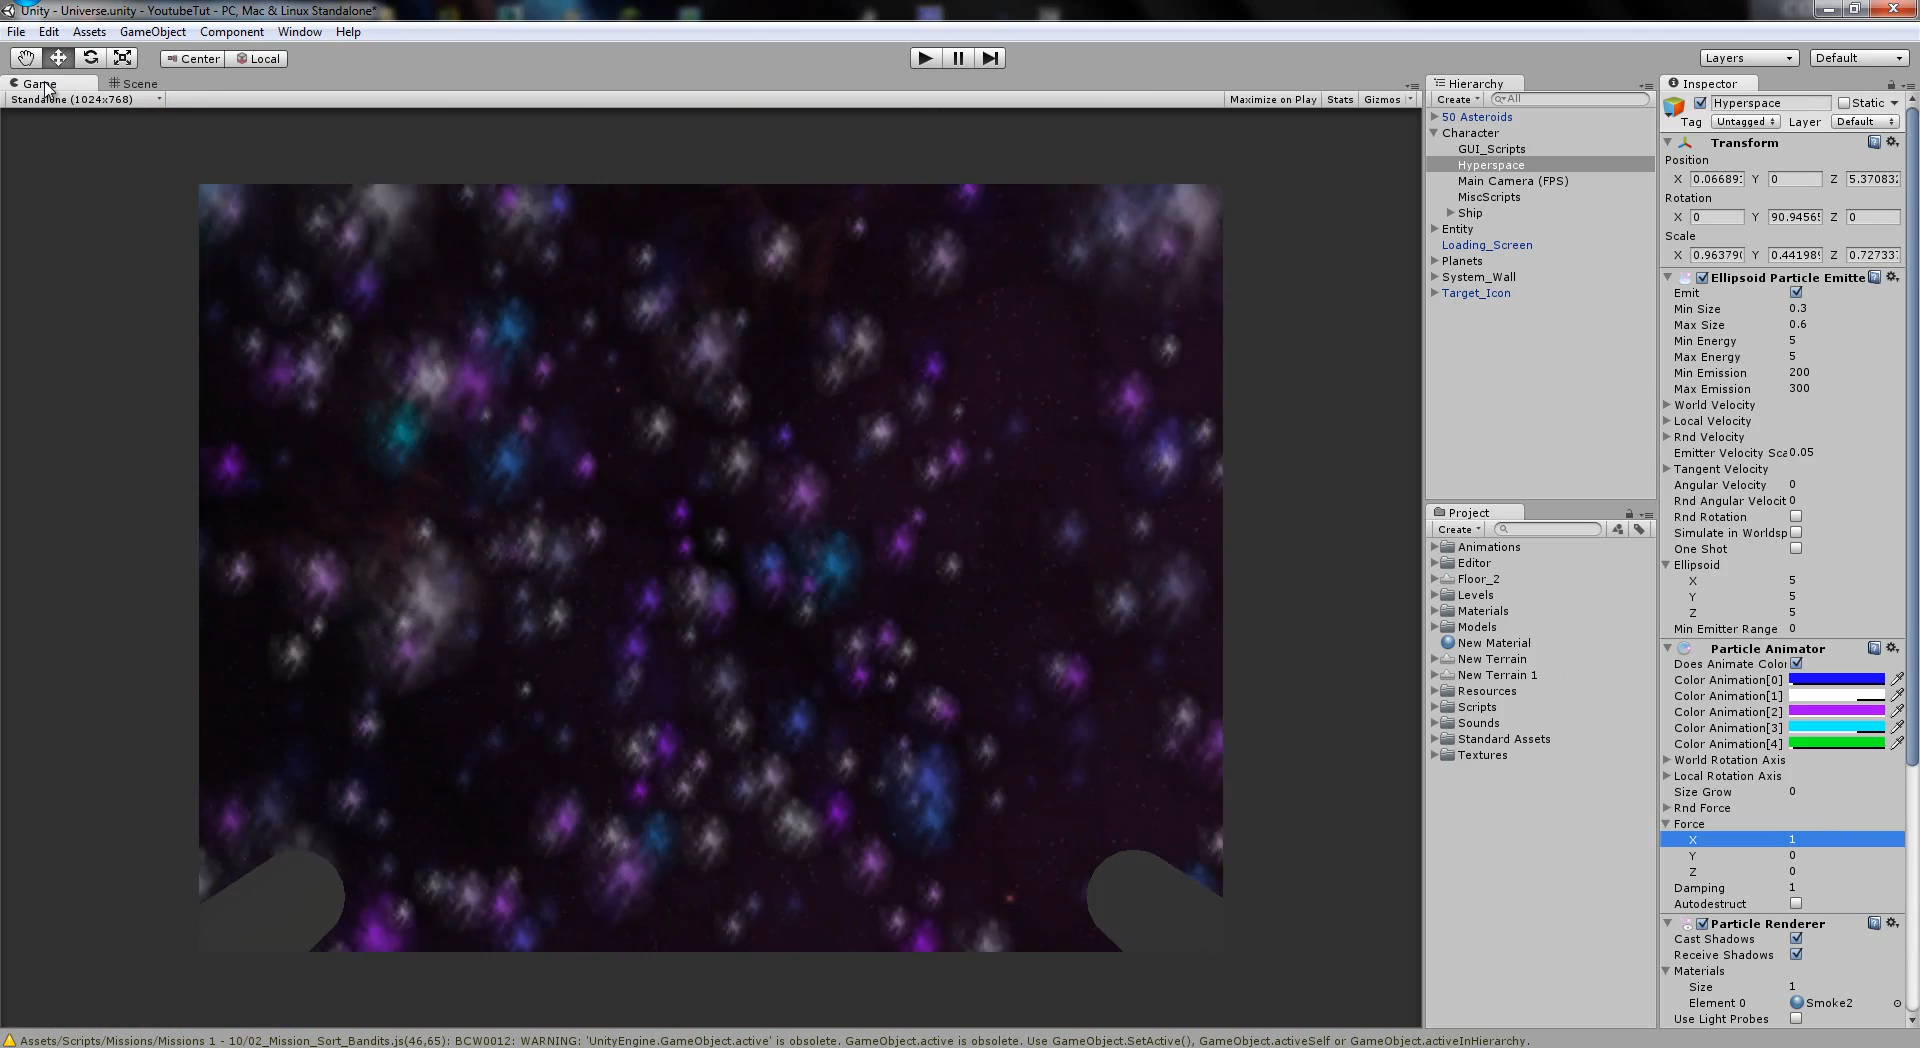 Unity - Universe.unity - YoutubeTut - PC, Mac & Linux Standalone*
File Edit Assets GameObject Component Window Help
Center Local Layers Default
Game Scene
Standalone (1024x768) Maximize on Play Stats Gizmos
Hierarchy
Create All
50 Asteroids
Character
GUI_Scripts
Hyperspace
Main Camera (FPS)
MiscScripts
Ship
Entity
Loading_Screen
Planets
System_Wall
Target_Icon
Project
Create
Animations
Editor
Floor_2
Levels
Materials
Models
New Material
New Terrain
New Terrain 1
Resources
Scripts
Sounds
Standard Assets
Textures
Inspector
Hyperspace Static
Tag Untagged Layer Default
Transform
Position
X 0.06689 Y 0 Z 5.37083
Rotation
X 0 Y 90.9456 Z 0
Scale
X 0.96379 Y 0.44198 Z 0.72733
Ellipsoid Particle Emitte
Emit
Min Size 0.3
Max Size 0.6
Min Energy 5
Max Energy 5
Min Emission 200
Max Emission 300
World Velocity
Local Velocity
Rnd Velocity
Emitter Velocity Sca 0.05
Tangent Velocity
Angular Velocity 0
Rnd Angular Velocit 0
Rnd Rotation
Simulate in Worldsp
One Shot
Ellipsoid
X 5
Y 5
Z 5
Min Emitter Range 0
Particle Animator
Does Animate Color
Color Animation[0]
Color Animation[1]
Color Animation[2]
Color Animation[3]
Color Animation[4]
World Rotation Axis
Local Rotation Axis
Size Grow 0
Rnd Force
Force
X 1
Y 0
Z 0
Damping 1
Autodestruct
Particle Renderer
Cast Shadows
Receive Shadows
Materials
Size 1
Element 0 Smoke2
Use Light Probes
Assets/Scripts/Missions/Missions 1 - 10/02_Mission_Sort_Bandits.js(46,65): BCW0012: WARNING: 'UnityEngine.GameObject.active' is obsolete. GameObject.active is obsolete. Use GameObject.SetActive(), GameObject.activeSelf or GameObject.activeInHierarchy.